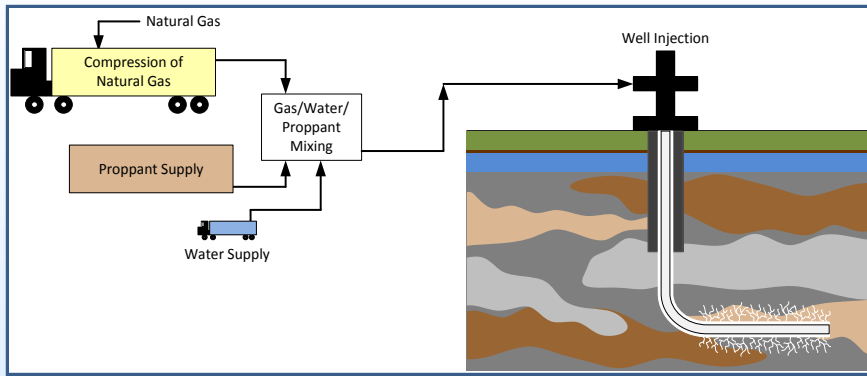 Natural Gas
Compression of
Natural Gas
Well Injection
Gas/Water/
Proppant
Mixing
Proppant Supply
Water Supply